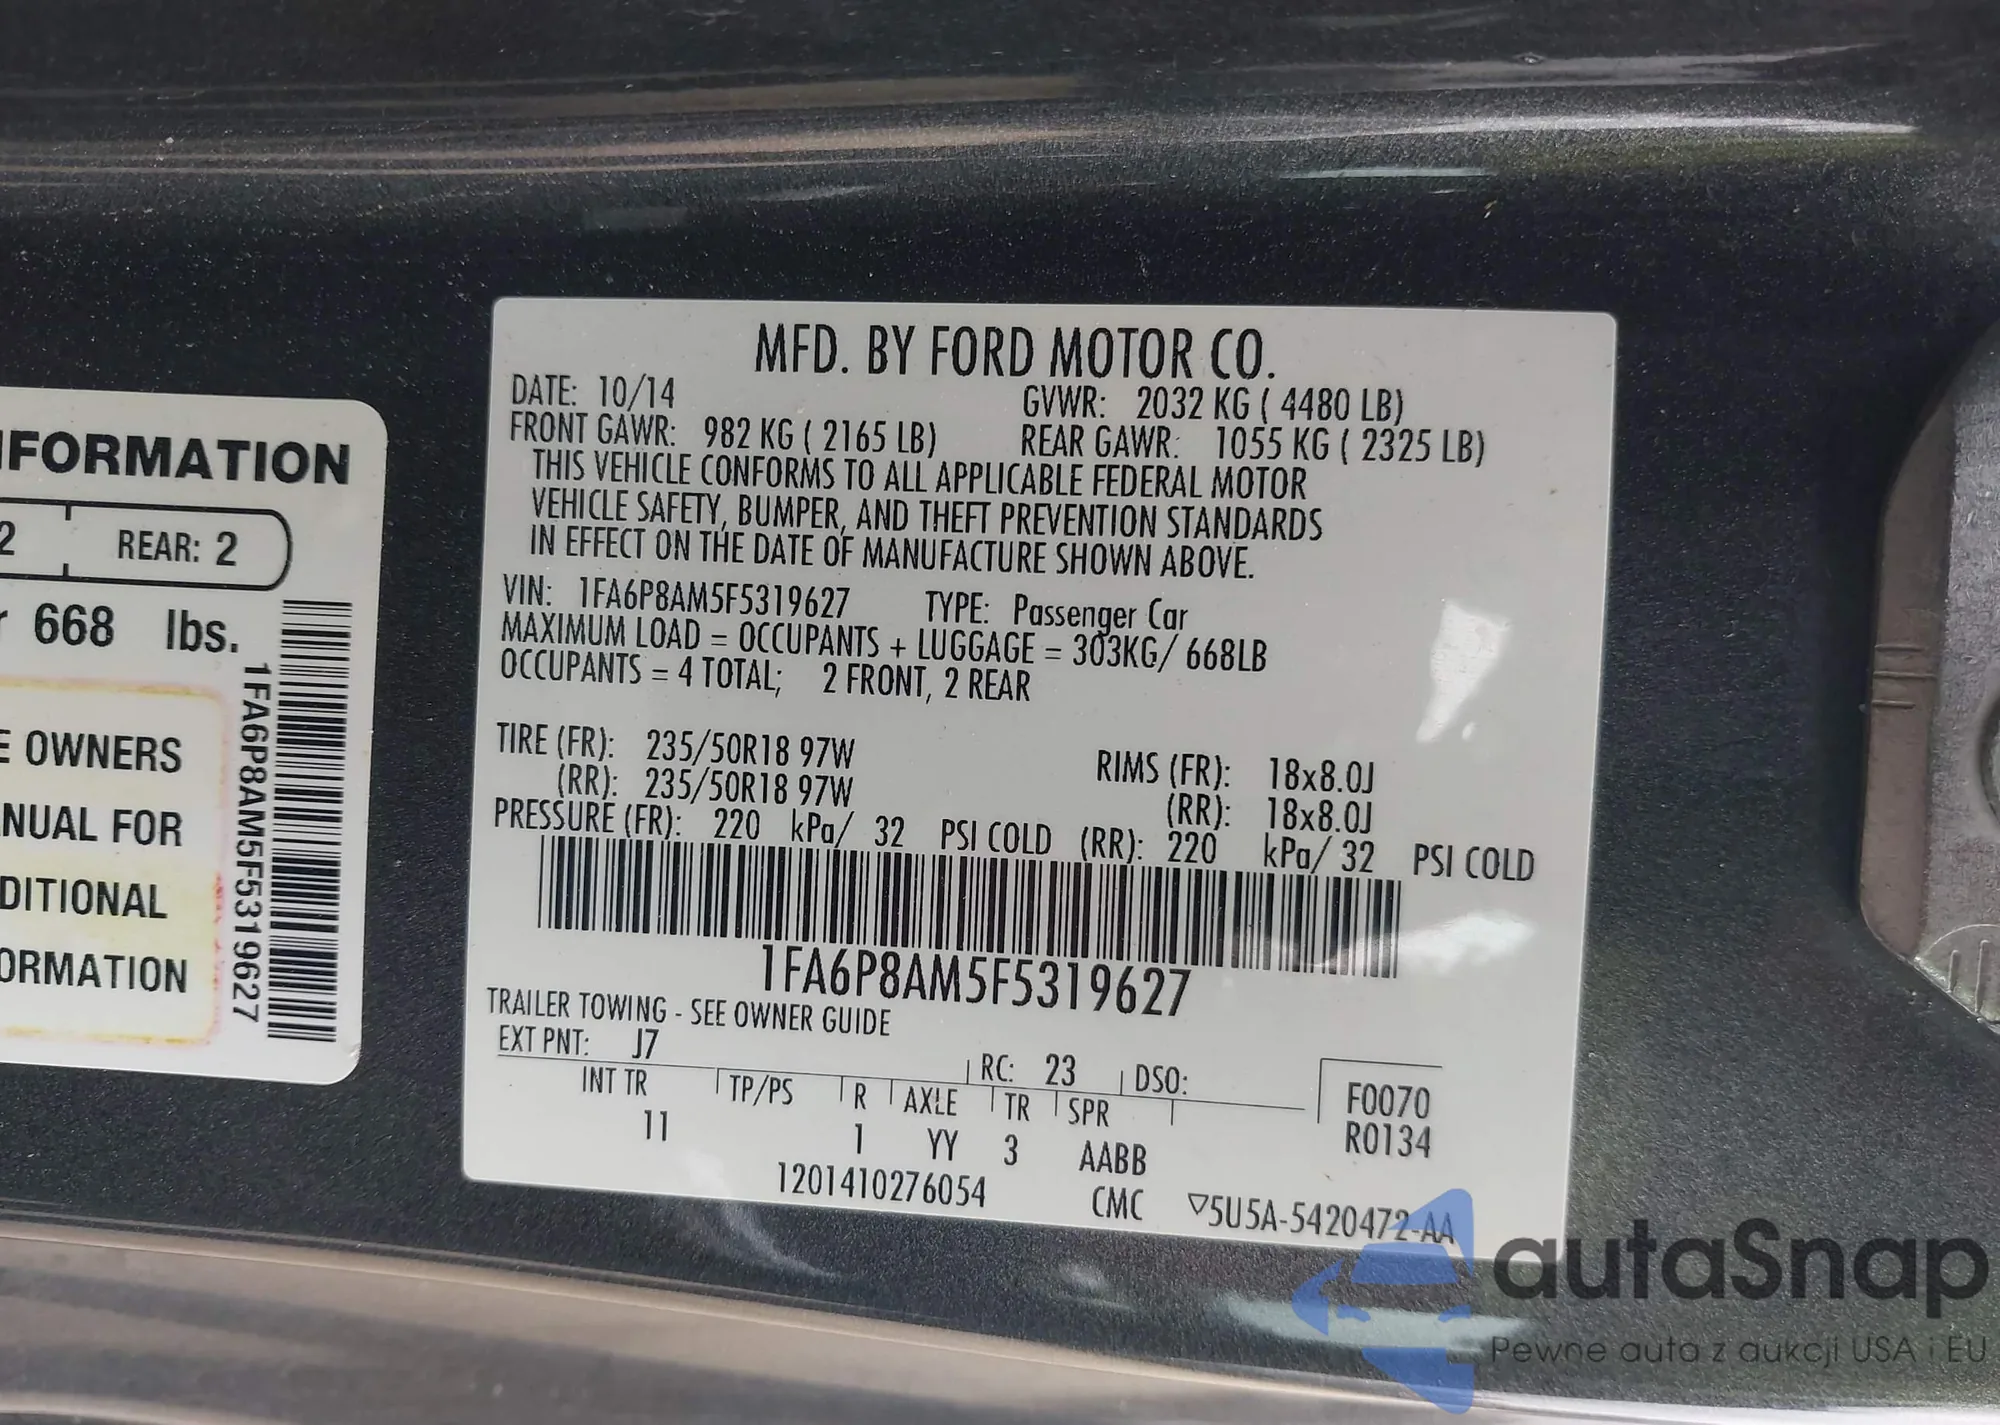 NFORMATION
2 REAR: 2
r 668 lbs.
E OWNERS
NUAL FOR
DITIONAL
ORMATION
1FA6P8AM5F5319627
MFD. BY FORD MOTOR CO.
DATE: 10/14 GVWR: 2032 KG ( 4480 LB)
FRONT GAWR: 982 KG ( 2165 LB) REAR GAWR: 1055 KG ( 2325 LB)
THIS VEHICLE CONFORMS TO ALL APPLICABLE FEDERAL MOTOR
VEHICLE SAFETY, BUMPER, AND THEFT PREVENTION STANDARDS
IN EFFECT ON THE DATE OF MANUFACTURE SHOWN ABOVE.
VIN: 1FA6P8AM5F5319627 TYPE: Passenger Car
MAXIMUM LOAD = OCCUPANTS + LUGGAGE = 303KG/ 668LB
OCCUPANTS = 4 TOTAL; 2 FRONT, 2 REAR
TIRE (FR): 235/50R18 97W RIMS (FR): 18x8.0J
(RR): 235/50R18 97W (RR): 18x8.0J
PRESSURE (FR): 220 kPa/ 32 PSI COLD (RR): 220 kPa/ 32 PSI COLD
1FA6P8AM5F5319627
TRAILER TOWING - SEE OWNER GUIDE
EXT PNT: J7 RC: 23 DSO:
INT TR TP/PS R AXLE TR SPR F0070
11 1 YY 3 AABB R0134
1201410276054 CMC ▽5U5A-5420472-AA
autaSnap
Pewne auta z aukcji USA i EU